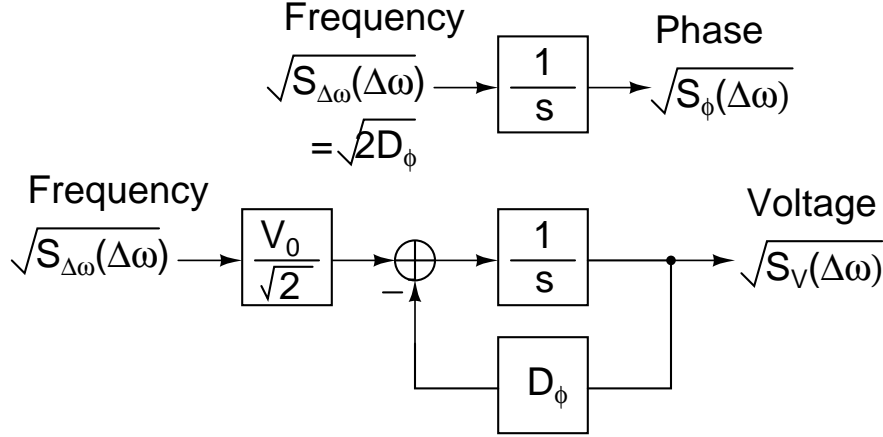 Frequency
Phase
√S_Δω(Δω)
1/s
√S_ϕ(Δω)
=√2D_ϕ
Frequency
Voltage
√S_Δω(Δω)
V_0/√2
−
1/s
√S_V(Δω)
D_ϕ